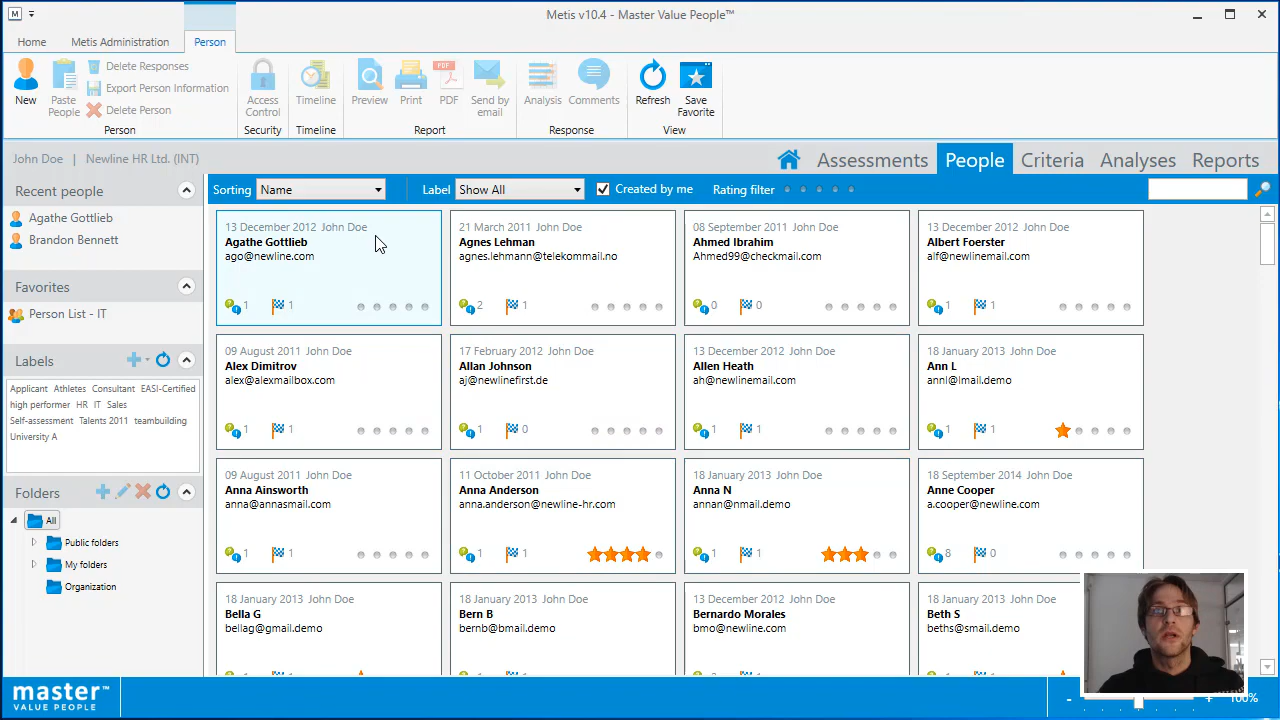 Metis v10.4 - Master Value People™
Home Metis Administration Person
New
Paste People
Delete Responses
Export Person Information
Delete Person
Person
Access Control
Security
Timeline
Timeline
Preview
Print
PDF
Send by email
Report
Analysis
Comments
Response
Refresh
Save Favorite
View
John Doe | Newline HR Ltd. (INT)
Assessments People Criteria Analyses Reports
Sorting Name Label Show All Created by me Rating filter
Recent people
Agathe Gottlieb
Brandon Bennett
Favorites
Person List - IT
Labels
Applicant Athletes Consultant EASI-Certified
high performer HR IT Sales
Self-assessment Talents 2011 teambuilding
University A
Folders
All
Public folders
My folders
Organization
13 December 2012 John Doe
Agathe Gottlieb
ago@newline.com
1 1
21 March 2011 John Doe
Agnes Lehman
agnes.lehmann@telekommail.no
2 1
08 September 2011 John Doe
Ahmed Ibrahim
Ahmed99@checkmail.com
0 0
13 December 2012 John Doe
Albert Foerster
alf@newlinemail.com
1 1
09 August 2011 John Doe
Alex Dimitrov
alex@alexmailbox.com
1 1
17 February 2012 John Doe
Allan Johnson
aj@newlinefirst.de
1 0
13 December 2012 John Doe
Allen Heath
ah@newlinemail.com
1 1
18 January 2013 John Doe
Ann L
annl@lmail.demo
1 1
09 August 2011 John Doe
Anna Ainsworth
anna@annasmail.com
1 1
11 October 2011 John Doe
Anna Anderson
anna.anderson@newline-hr.com
1 1
18 January 2013 John Doe
Anna N
annan@nmail.demo
1 1
18 September 2014 John Doe
Anne Cooper
a.cooper@newline.com
8 0
18 January 2013 John Doe
Bella G
bellag@gmail.demo
18 January 2013 John Doe
Bern B
bernb@bmail.demo
13 December 2012 John Doe
Bernardo Morales
bmo@newline.com
18 January 2013 John Doe
Beth S
beths@smail.demo
master™
VALUE PEOPLE
- + 100%